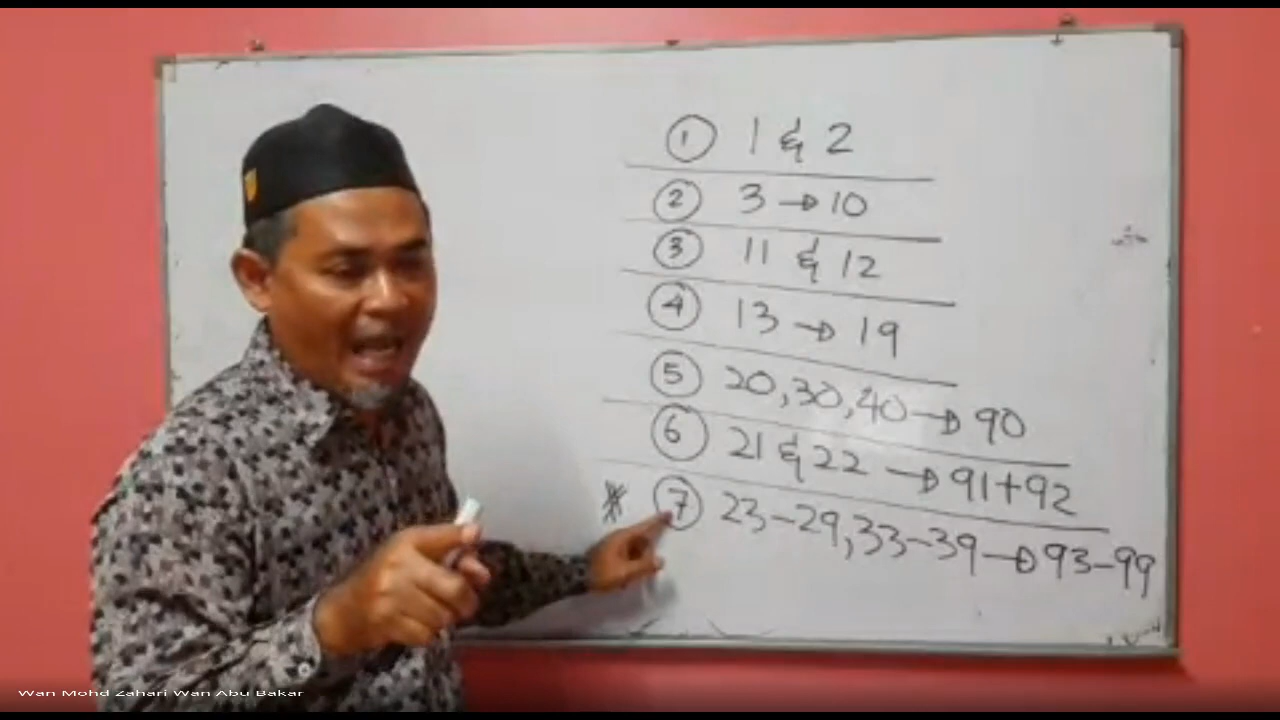 ① 1 & 2
② 3 → 10
③ 11 & 12
④ 13 → 19
⑤ 20, 30, 40 → 90
⑥ 21 & 22 → 91 + 92
* ⑦ 23 - 29, 33 - 39 → 93 - 99
Wan Mohd Zahari Wan Abu Bakar